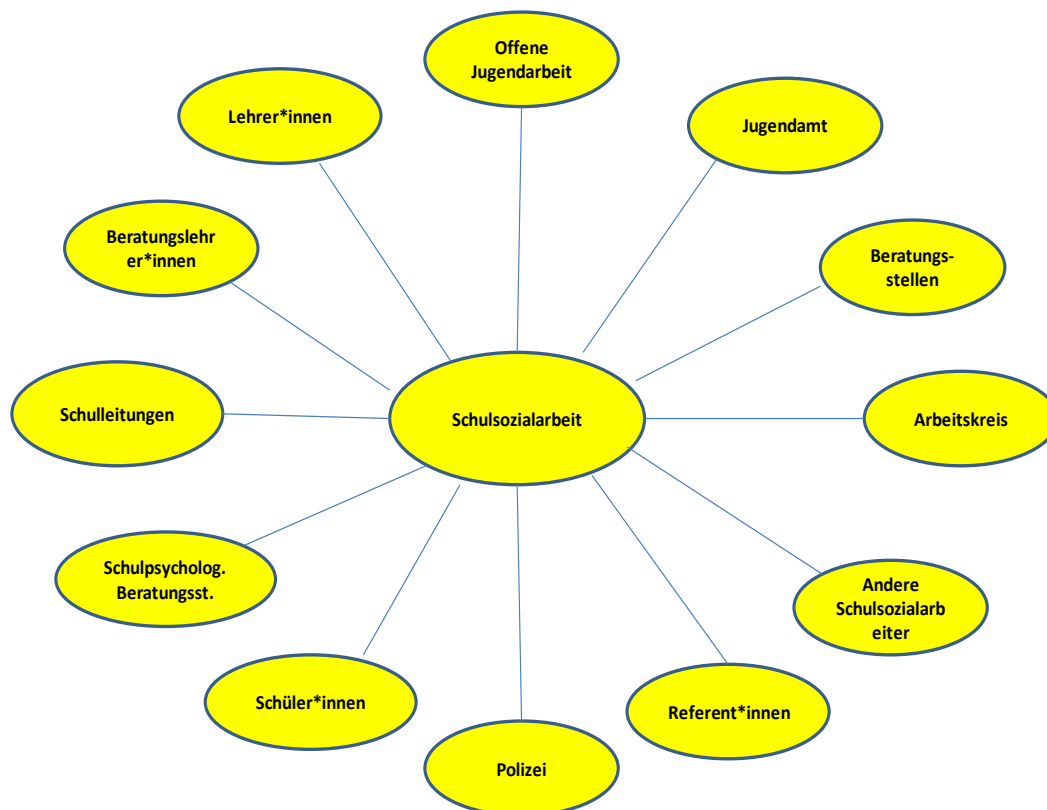 Offene
Jugendarbeit
Lehrer*innen
Jugendamt
Beratungslehr
er*innen
Beratungs-
stellen
Schulleitungen
Schulsozialarbeit
Arbeitskreis
Schulpsycholog.
Beratungsst.
Andere
Schulsozialarb
eiter
Schüler*innen
Referent*innen
Polizei